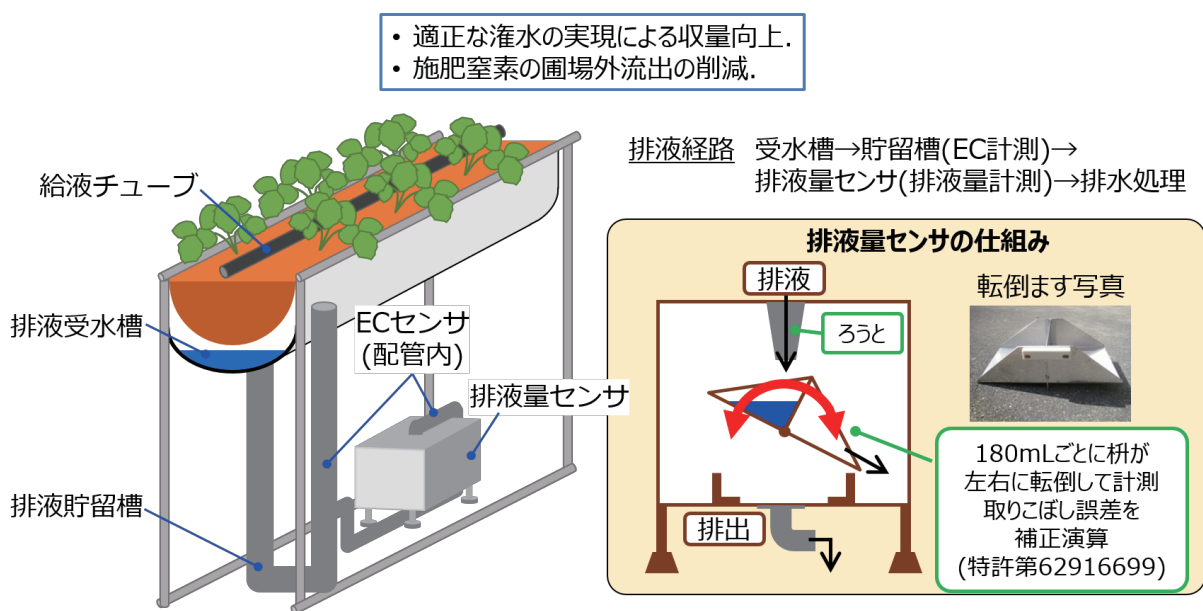 • 適正な潅水の実現による収量向上.
• 施肥窒素の圃場外流出の削減.
排液経路 受水槽→貯留槽(EC計測)→
排液量センサ(排液量計測)→排水処理
給液チューブ
排液受水槽
ECセンサ
(配管内)
排液量センサ
排液貯留槽
排液量センサの仕組み
排液
転倒ます写真
ろうと
180mLごとに枡が
左右に転倒して計測
取りこぼし誤差を
補正演算
(特許第62916699)
排出